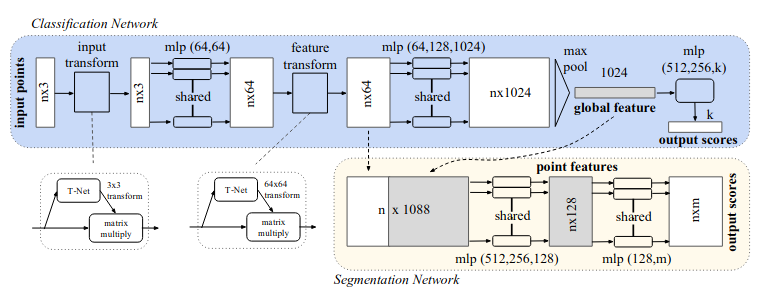 Classification Network
input points
nx3
input
transform
nx3
mlp (64,64)
shared
nx64
feature
transform
nx64
mlp (64,128,1024)
shared
nx1024
max
pool
1024
global feature
mlp
(512,256,k)
k
output scores
T-Net
3x3
transform
matrix
multiply
T-Net
64x64
transform
matrix
multiply
point features
n x 1088
shared
mlp (512,256,128)
nx128
shared
mlp (128,m)
nxm
output scores
Segmentation Network